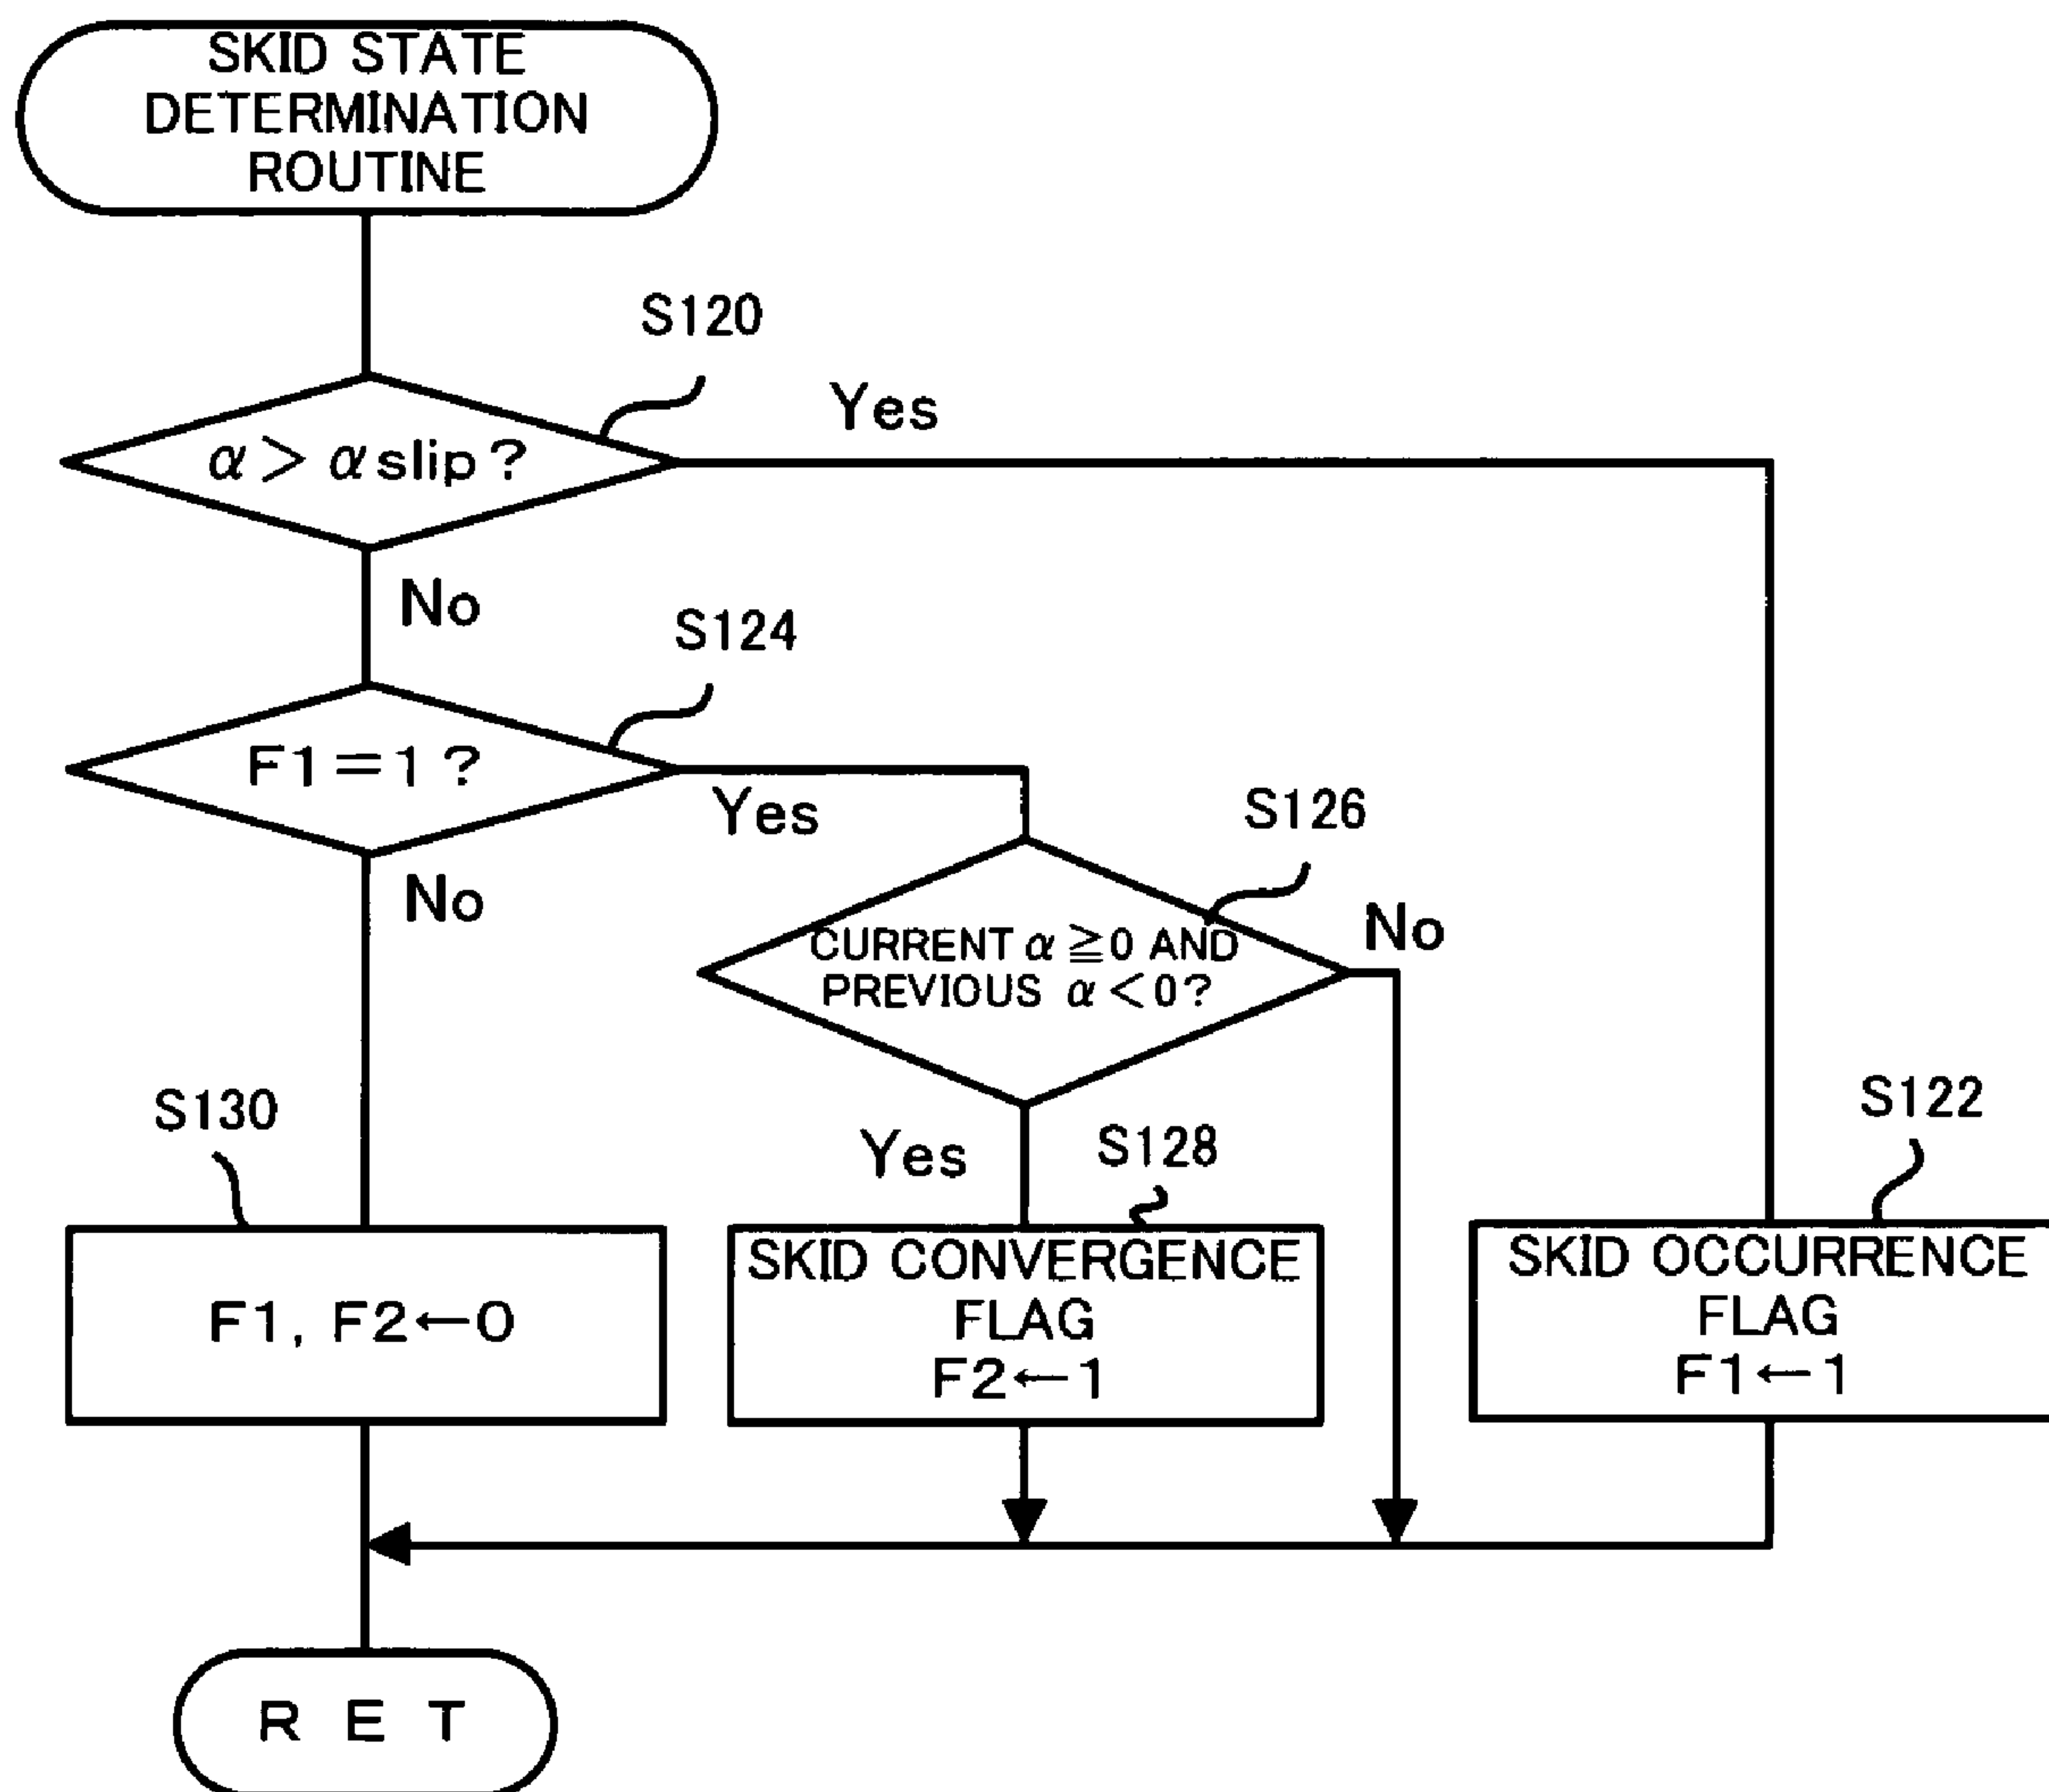 SKID STATE
DETERMINATION
ROUTINE
S120
α > α slip ?
Yes
No
S124
F1 = 1 ?
Yes
No
S126
CURRENT α ≧ 0 AND
PREVIOUS α < 0 ?
No
Yes
S130
F1, F2 ← 0
S128
SKID CONVERGENCE
FLAG
F2 ← 1
S122
SKID OCCURRENCE
FLAG
F1 ← 1
R E T